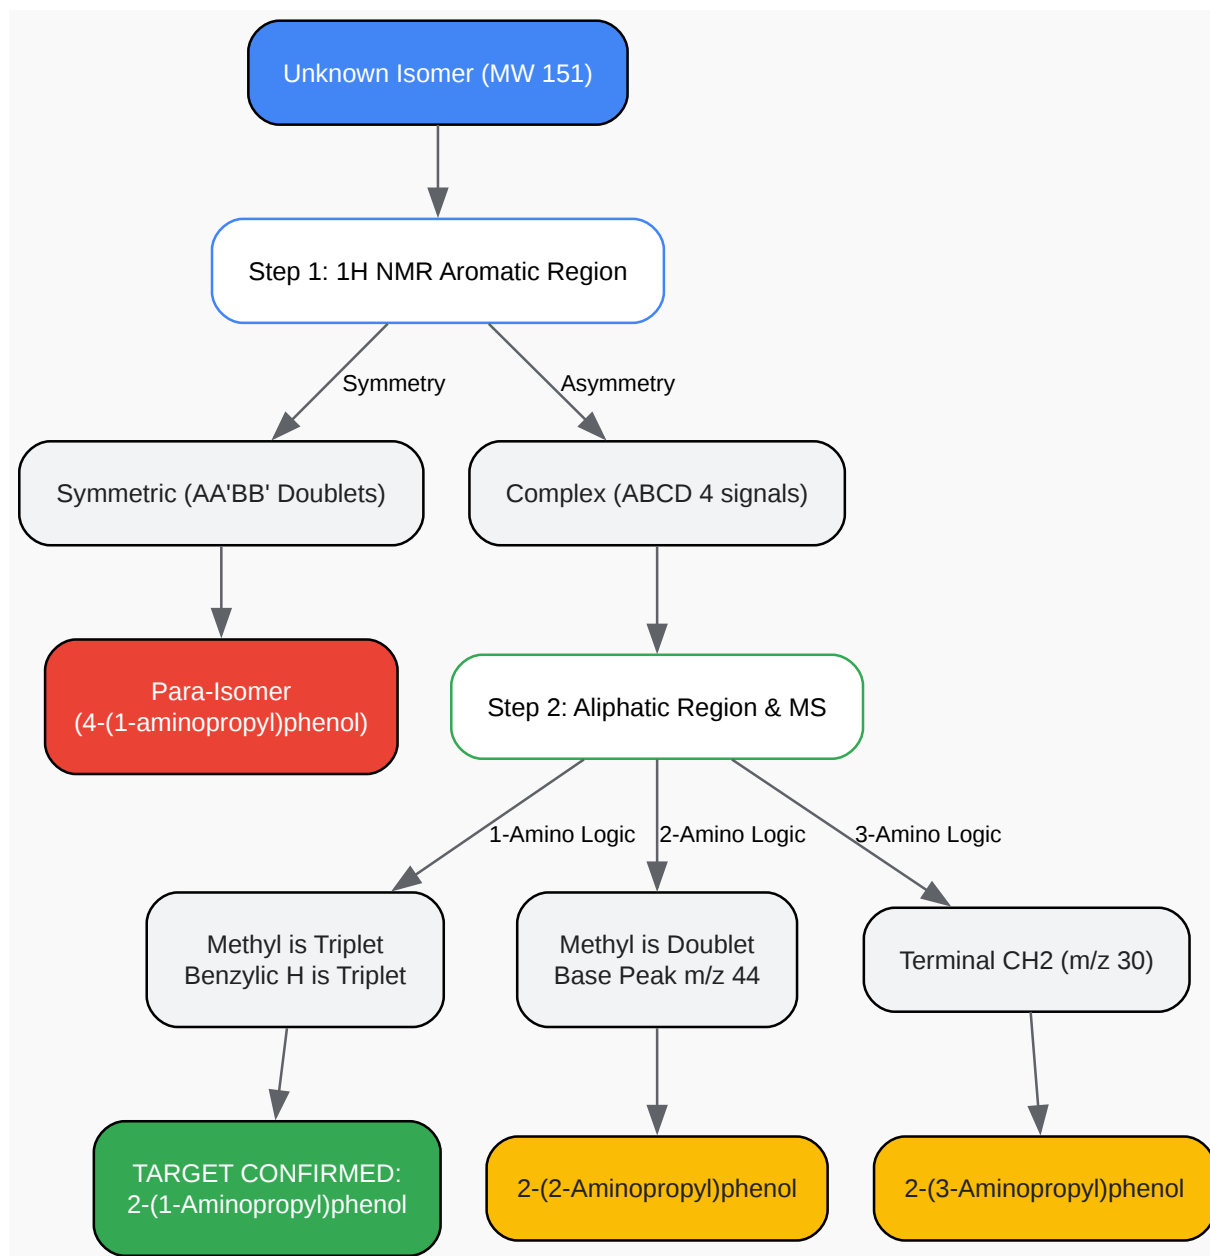 Unknown Isomer (MW 151)
Step 1: 1H NMR Aromatic Region
Symmetry
Asymmetry
Symmetric (AA'BB' Doublets)
Complex (ABCD 4 signals)
Para-Isomer
(4-(1-aminopropyl)phenol)
Step 2: Aliphatic Region & MS
1-Amino Logic
2-Amino Logic
3-Amino Logic
Methyl is Triplet
Benzylic H is Triplet
Methyl is Doublet
Base Peak m/z 44
Terminal CH2 (m/z 30)
TARGET CONFIRMED:
2-(1-Aminopropyl)phenol
2-(2-Aminopropyl)phenol
2-(3-Aminopropyl)phenol